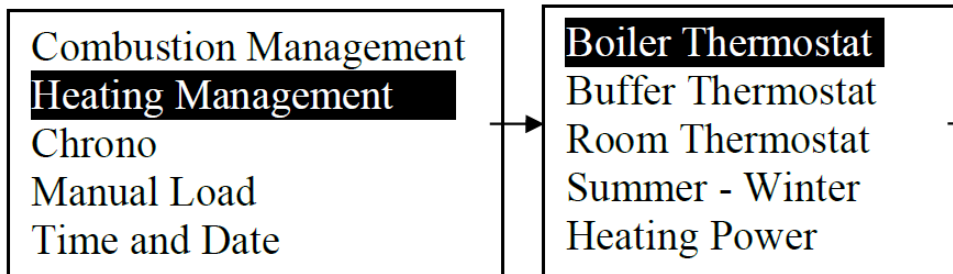 Combustion Management
Heating Management
Chrono
Manual Load
Time and Date
Boiler Thermostat
Buffer Thermostat
Room Thermostat
Summer - Winter
Heating Power